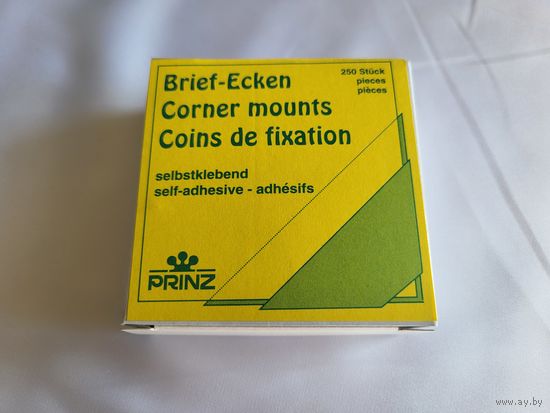 Brief-Ecken
Corner mounts
Coins de fixation
250 Stück
pieces
pièces
selbstklebend
self-adhesive - adhésifs
PRINZ
www.ay.by